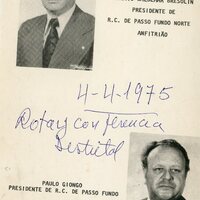 BRESOLIN
PRESIDENTE DE
R.C. DE PASSO FUNDO NORTE
ANFITRIÃO
4-4-1975
Rotary conferencia
Distrital
PAULO GIONGO
PRESIDENTE DE R.C. DE PASSO FUNDO